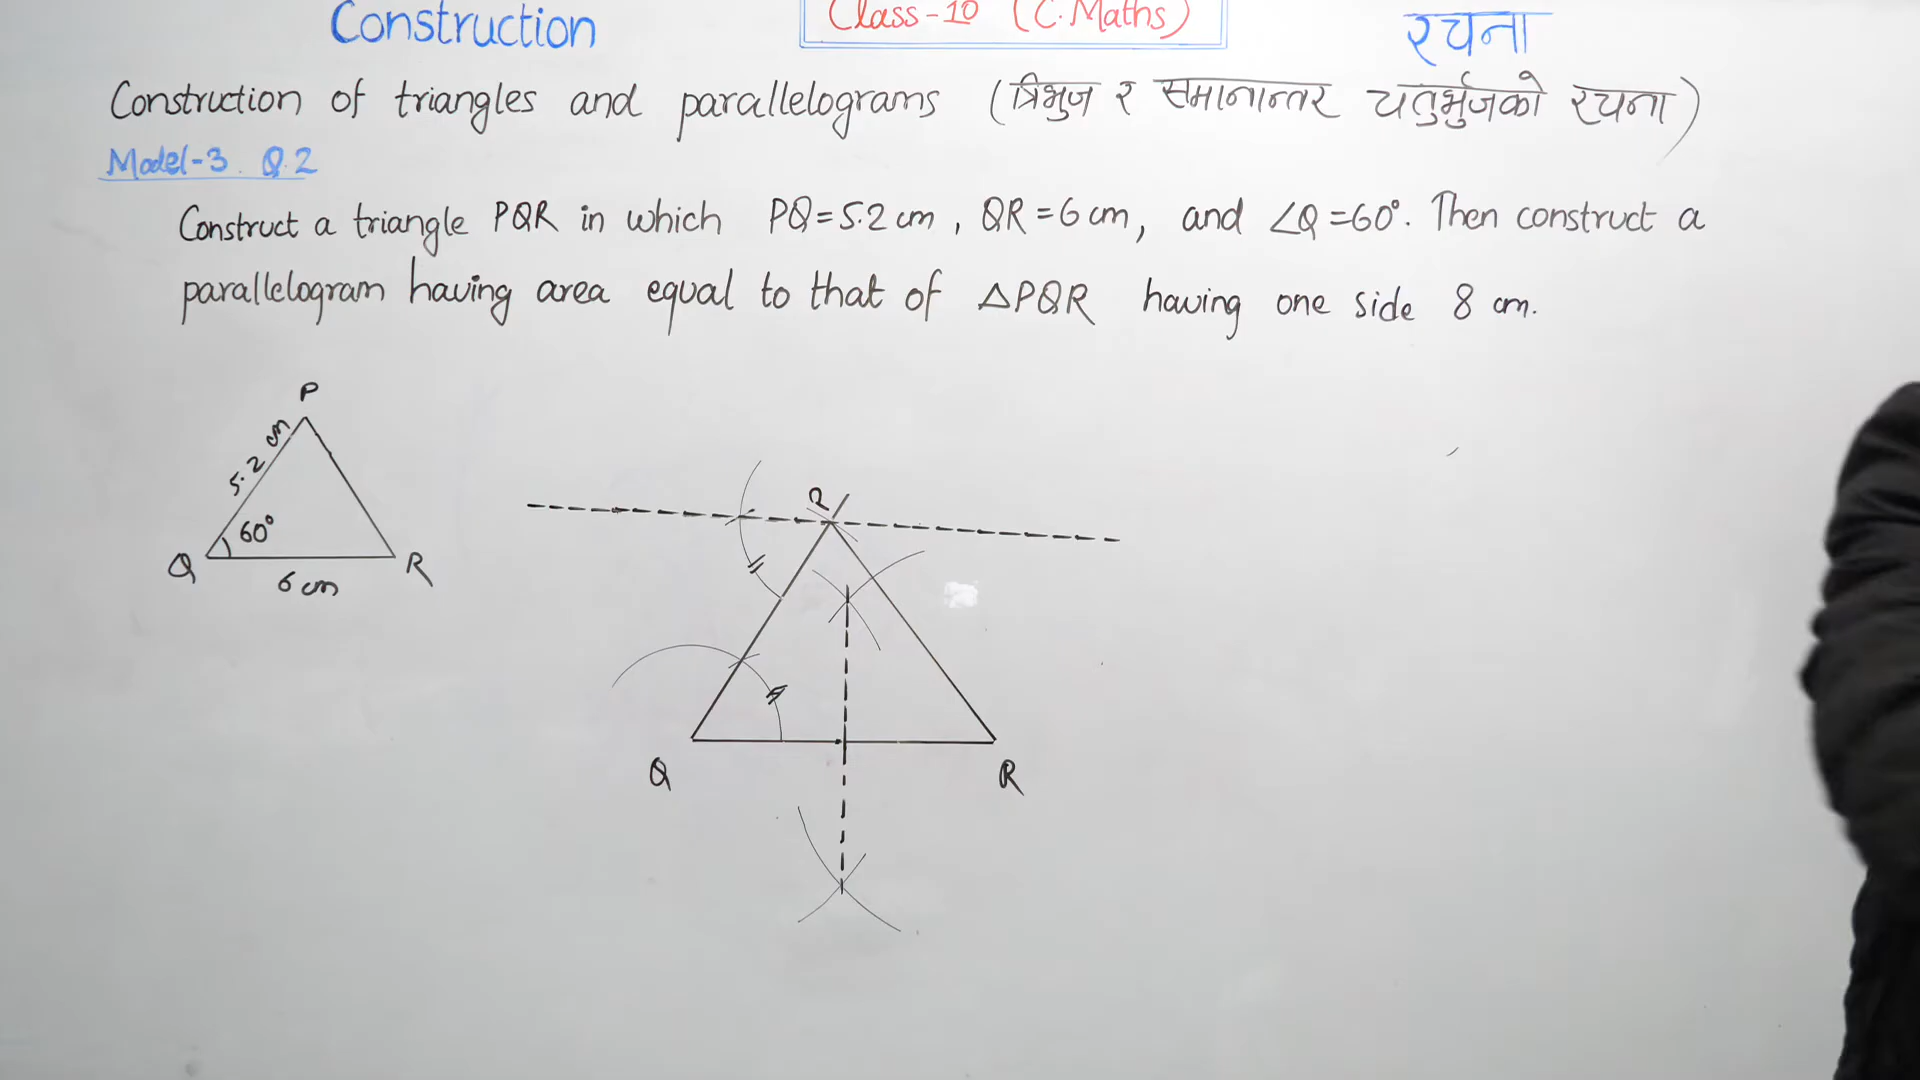 Construction Class-10 (C.Maths) रचना
Construction of triangles and parallelograms (त्रिभुज र समानान्तर चतुर्भुजको रचना)
Model-3. Q.2
Construct a triangle PQR in which PQ=5.2 cm, QR=6 cm, and ∠Q=60°. Then construct a
parallelogram having area equal to that of △PQR having one side 8 cm.
P
5.2 cm
60°
Q
R
6 cm
Q
R